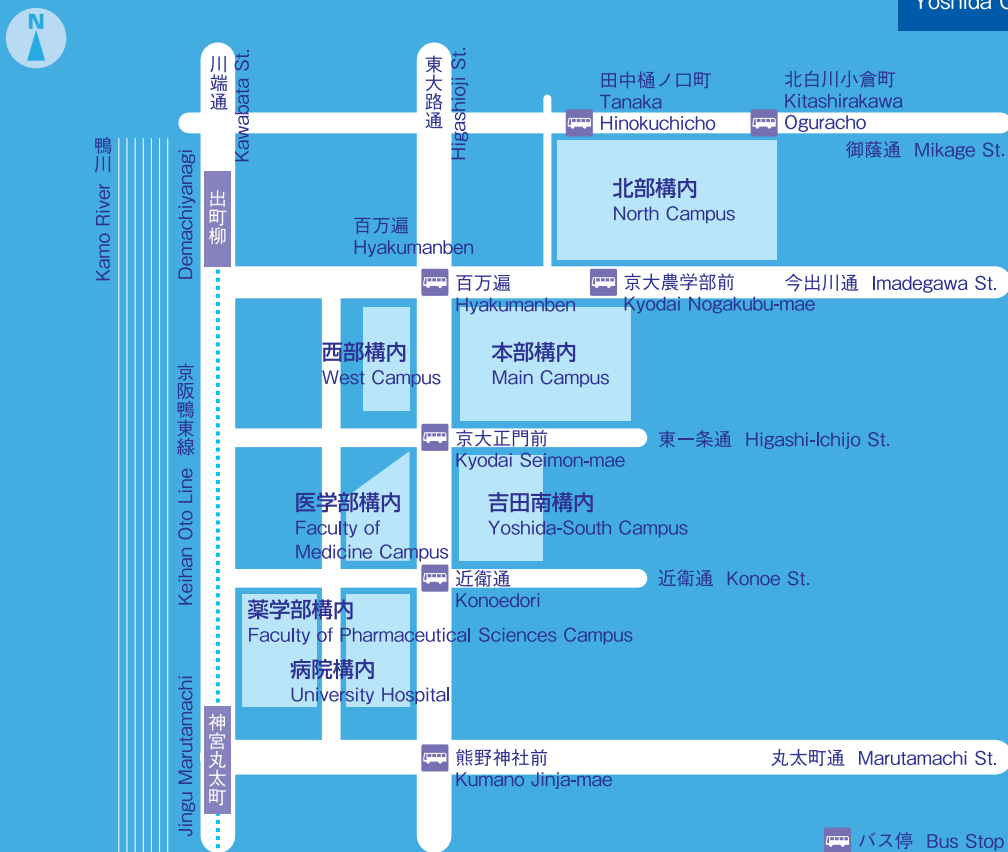 Yoshida C
N
川端通
Kawabata St.
東大路通
Higashioji St.
田中樋ノ口町
Tanaka
Hinokuchicho
北白川小倉町
Kitashirakawa
Oguracho
御蔭通 Mikage St.
鴨川
Kamo River
出町柳
Demachiyanagi
北部構内
North Campus
百万遍
Hyakumanben
百万遍
Hyakumanben
京大農学部前
Kyodai Nogakubu-mae
今出川通 Imadegawa St.
西部構内
West Campus
本部構内
Main Campus
京阪鴨東線
Keihan Oto Line
京大正門前
Kyodai Seimon-mae
東一条通 Higashi-Ichijo St.
医学部構内
Faculty of
Medicine Campus
吉田南構内
Yoshida-South Campus
近衛通
Konoedori
近衛通 Konoe St.
薬学部構内
Faculty of Pharmaceutical Sciences Campus
病院構内
University Hospital
神宮丸太町
Jingu Marutamachi
熊野神社前
Kumano Jinja-mae
丸太町通 Marutamachi St.
バス停 Bus Stop